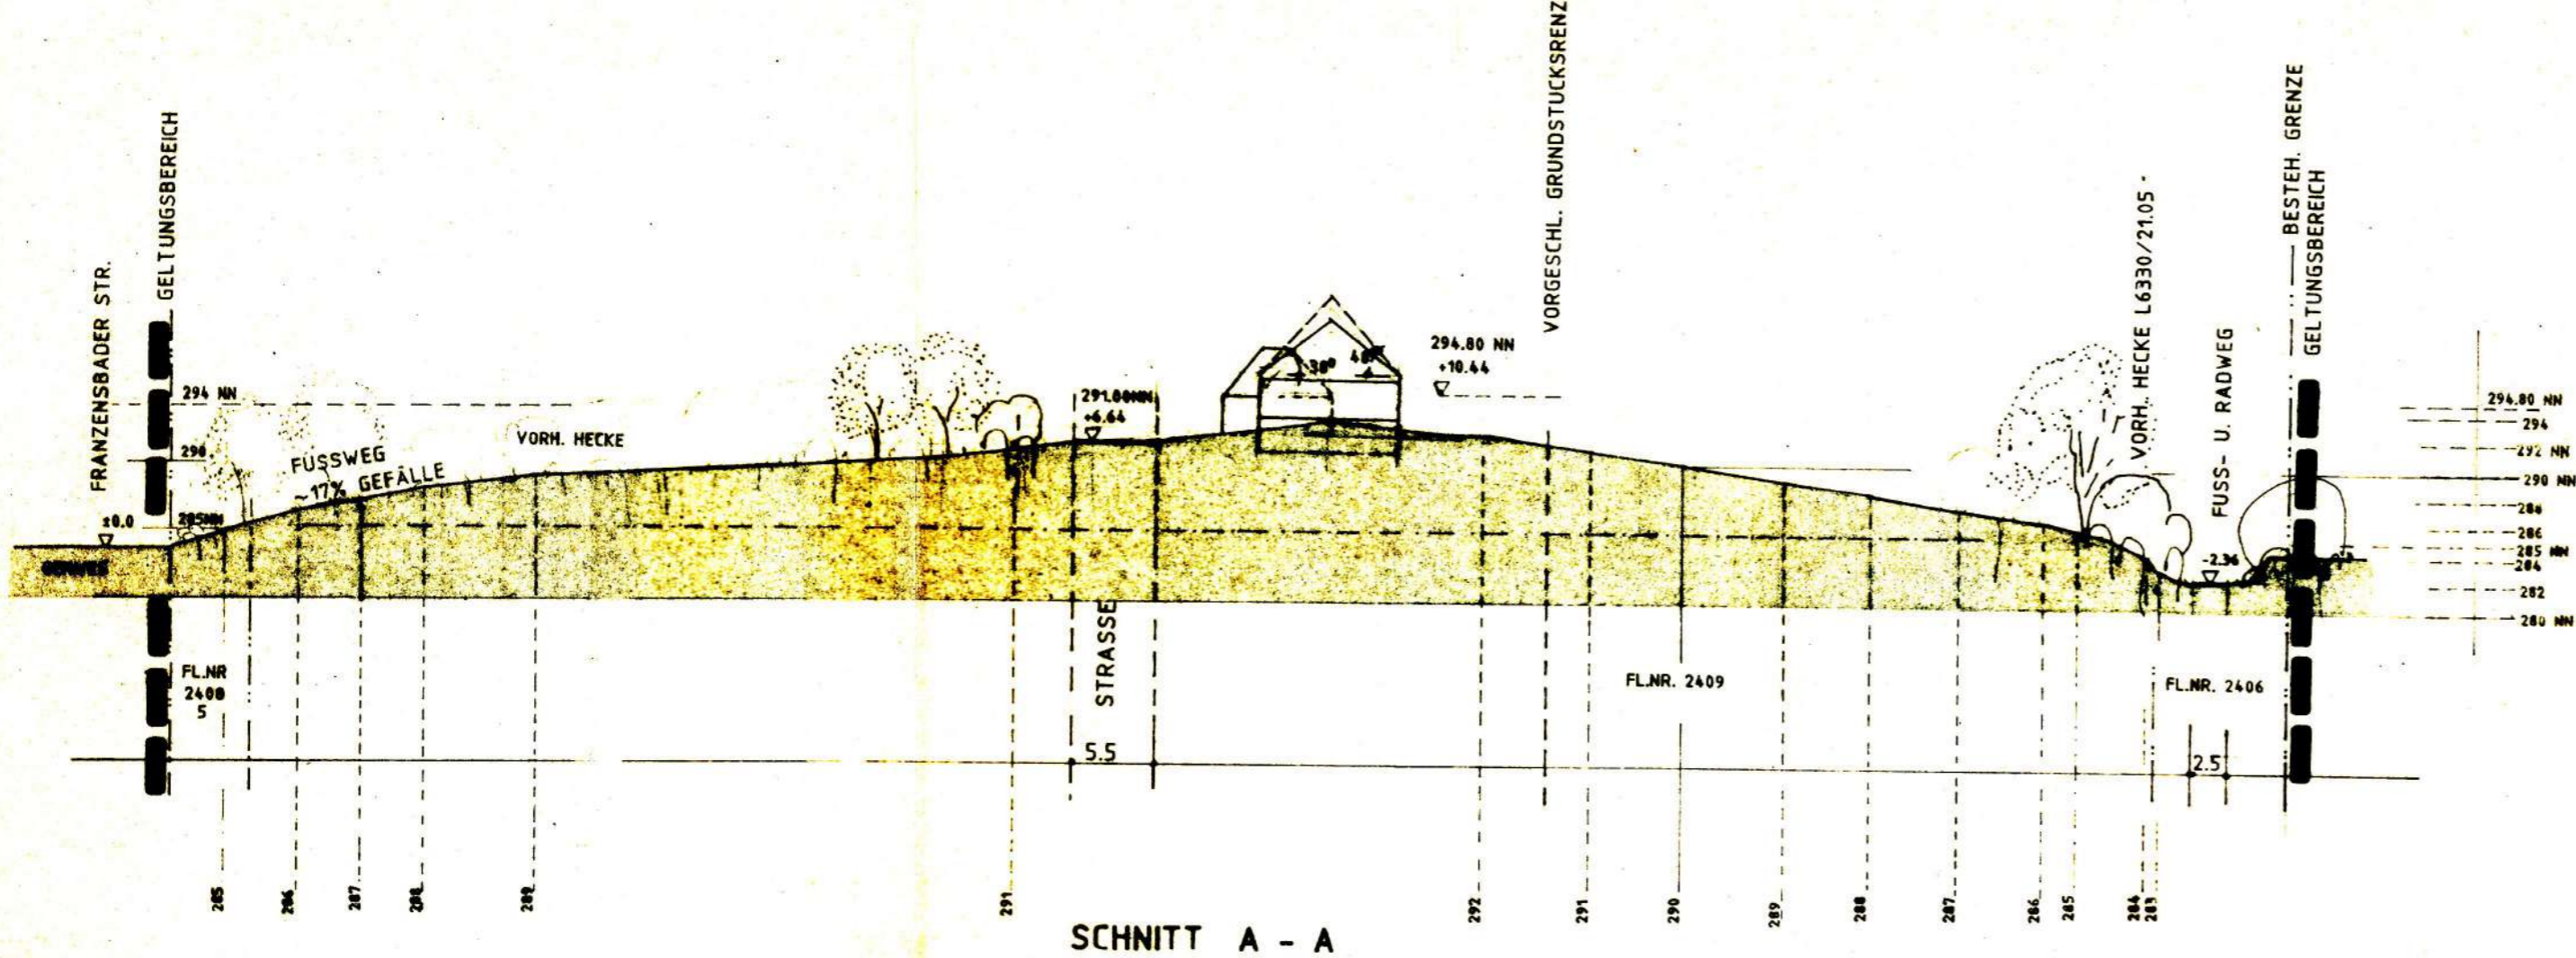 FRANZENSBADER STR.
GELTUNGSBEREICH
294 NN
290
FUSSWEG
~17% GEFÄLLE
VORH. HECKE
±0.0
285NN
FL.NR
2408
5
+6.64
STRASSE
5.5
38°
294.80 NN
+10.44
VORGESCHL. GRUNDSTUCKSRENZ
FL.NR. 2409
VORH. HECKE L6330/21.05
FUSS- U. RADWEG
-2.36
BESTEH. GRENZE
GELTUNGSBEREICH
FL.NR. 2406
2.5
294.80 NN
294
292 NN
290 NN
288
286
285 NN
284
282
280 NN
285
286
287
288
289
291
292
291
290
289
288
287
286
285
284
283
SCHNITT A - A